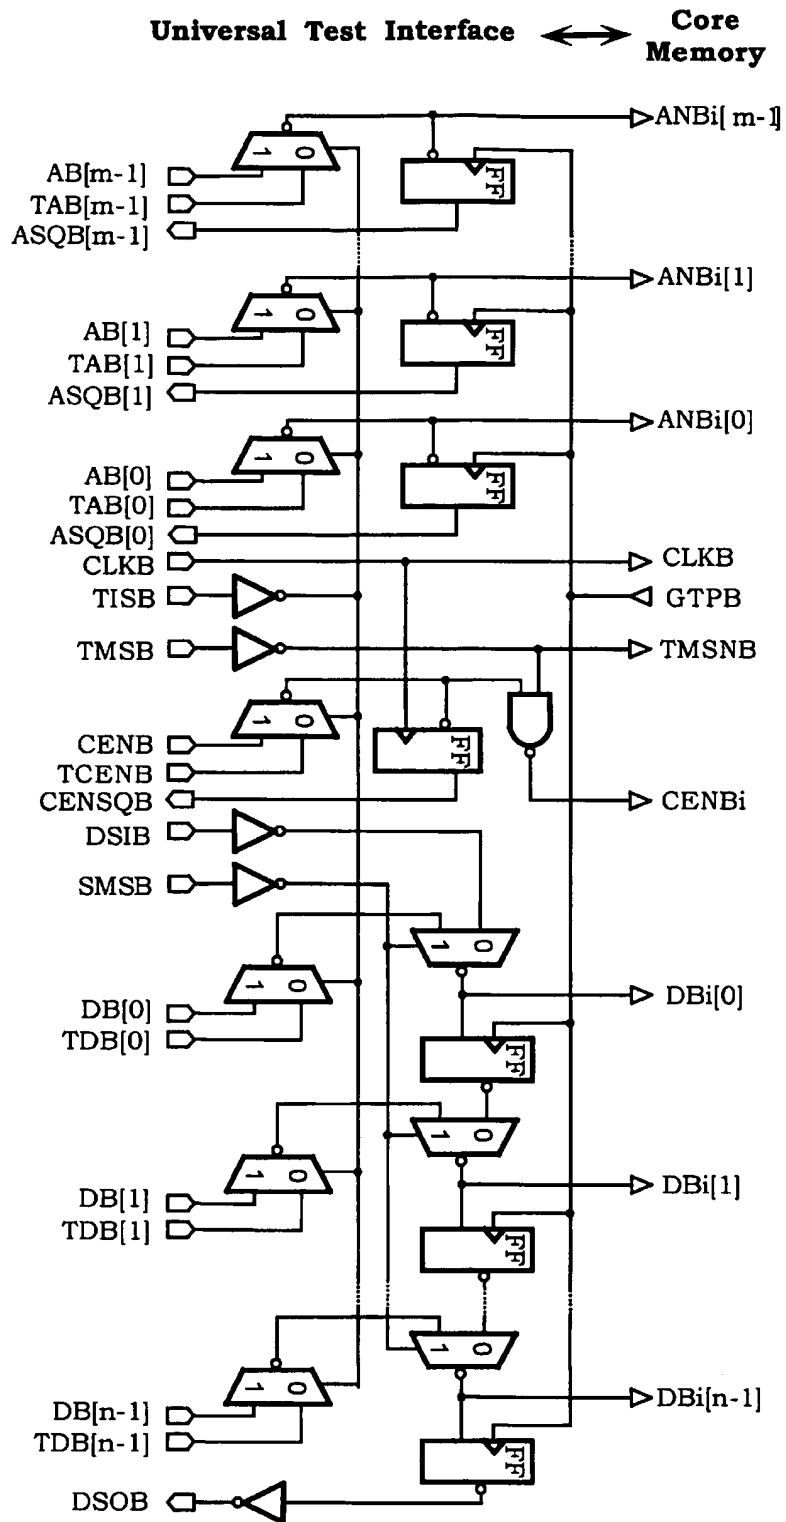 Universal Test Interface
Core
Memory
ANBi[m-1]
1 0
FF
AB[m-1]
TAB[m-1]
ASQB[m-1]
ANBi[1]
1 0
FF
AB[1]
TAB[1]
ASQB[1]
ANBi[0]
1 0
FF
AB[0]
TAB[0]
ASQB[0]
CLKB
CLKB
TISB
GTPB
TMSB
TMSNB
1 0
FF
CENB
TCENB
CENSQB
CENBi
DSIB
SMSB
1 0
1 0
DB[0]
DBi[0]
TDB[0]
FF
1 0
1 0
DB[1]
DBi[1]
TDB[1]
FF
1 0
1 0
DB[n-1]
DBi[n-1]
TDB[n-1]
FF
DSOB